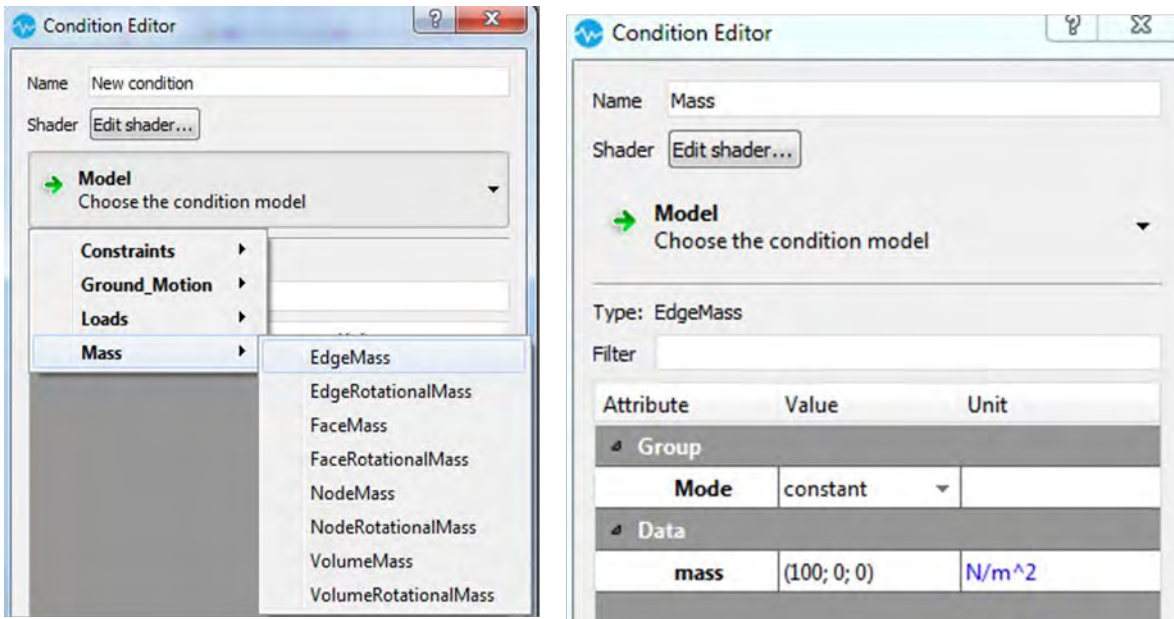 Condition Editor
Name New condition
Shader Edit shader...
Model
Choose the condition model
Constraints
Ground_Motion
Loads
Mass
EdgeMass
EdgeRotationalMass
FaceMass
FaceRotationalMass
NodeMass
NodeRotationalMass
VolumeMass
VolumeRotationalMass
Condition Editor
Name Mass
Shader Edit shader...
Model
Choose the condition model
Type: EdgeMass
Filter
Attribute Value Unit
Group
Mode constant
Data
mass (100; 0; 0) N/m^2